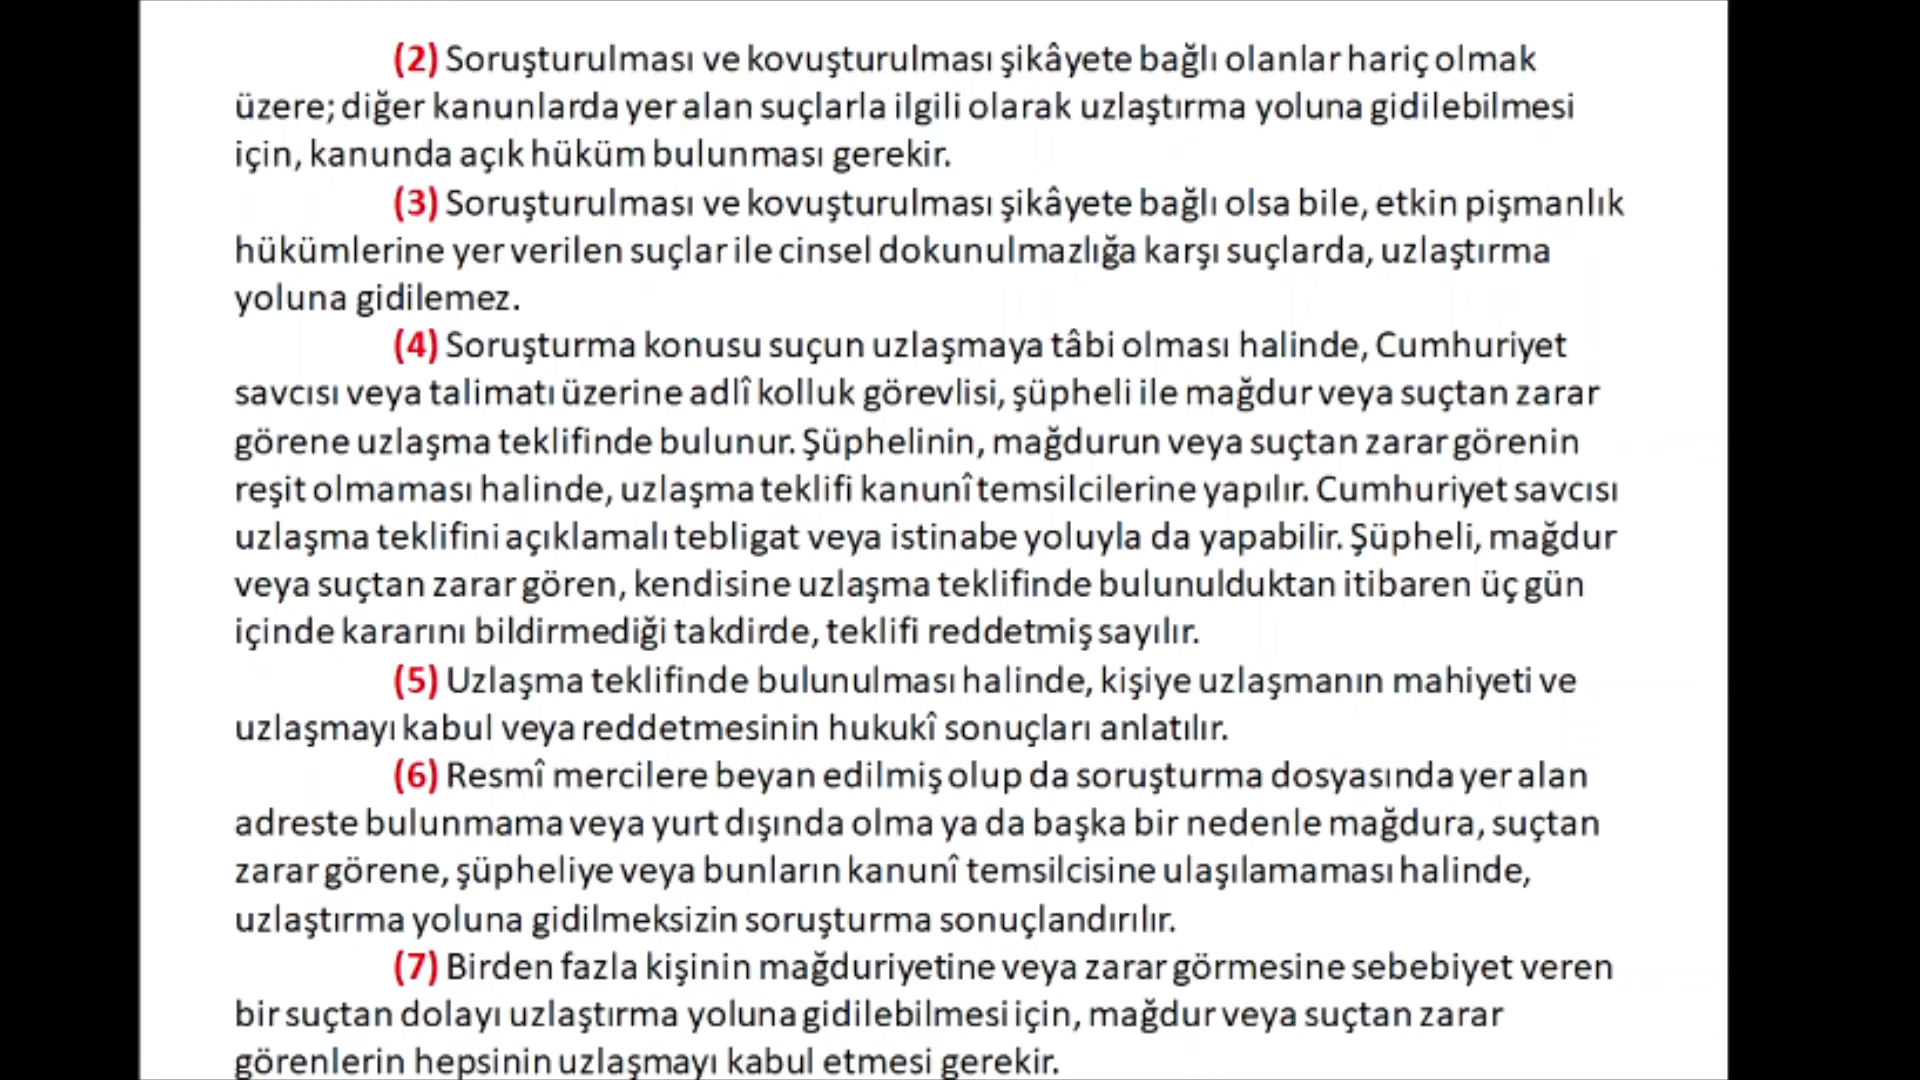 (2) Soruşturulması ve kovuşturulması şikâyete bağlı olanlar hariç olmak
üzere; diğer kanunlarda yer alan suçlarla ilgili olarak uzlaştırma yoluna gidilebilmesi
için, kanunda açık hüküm bulunması gerekir.
(3) Soruşturulması ve kovuşturulması şikâyete bağlı olsa bile, etkin pişmanlık
hükümlerine yer verilen suçlar ile cinsel dokunulmazlığa karşı suçlarda, uzlaştırma
yoluna gidilemez.
(4) Soruşturma konusu suçun uzlaşmaya tâbi olması halinde, Cumhuriyet
savcısı veya talimatı üzerine adlî kolluk görevlisi, şüpheli ile mağdur veya suçtan zarar
görene uzlaşma teklifinde bulunur. Şüphelinin, mağdurun veya suçtan zarar görenin
reşit olmaması halinde, uzlaşma teklifi kanunî temsilcilerine yapılır. Cumhuriyet savcısı
uzlaşma teklifini açıklamalı tebligat veya istinabe yoluyla da yapabilir. Şüpheli, mağdur
veya suçtan zarar gören, kendisine uzlaşma teklifinde bulunulduktan itibaren üç gün
içinde kararını bildirmediği takdirde, teklifi reddetmiş sayılır.
(5) Uzlaşma teklifinde bulunulması halinde, kişiye uzlaşmanın mahiyeti ve
uzlaşmayı kabul veya reddetmesinin hukukî sonuçları anlatılır.
(6) Resmî mercilere beyan edilmiş olup da soruşturma dosyasında yer alan
adreste bulunmama veya yurt dışında olma ya da başka bir nedenle mağdura, suçtan
zarar görene, şüpheliye veya bunların kanunî temsilcisine ulaşılamaması halinde,
uzlaştırma yoluna gidilmeksizin soruşturma sonuçlandırılır.
(7) Birden fazla kişinin mağduriyetine veya zarar görmesine sebebiyet veren
bir suçtan dolayı uzlaştırma yoluna gidilebilmesi için, mağdur veya suçtan zarar
görenlerin hepsinin uzlaşmayı kabul etmesi gerekir.